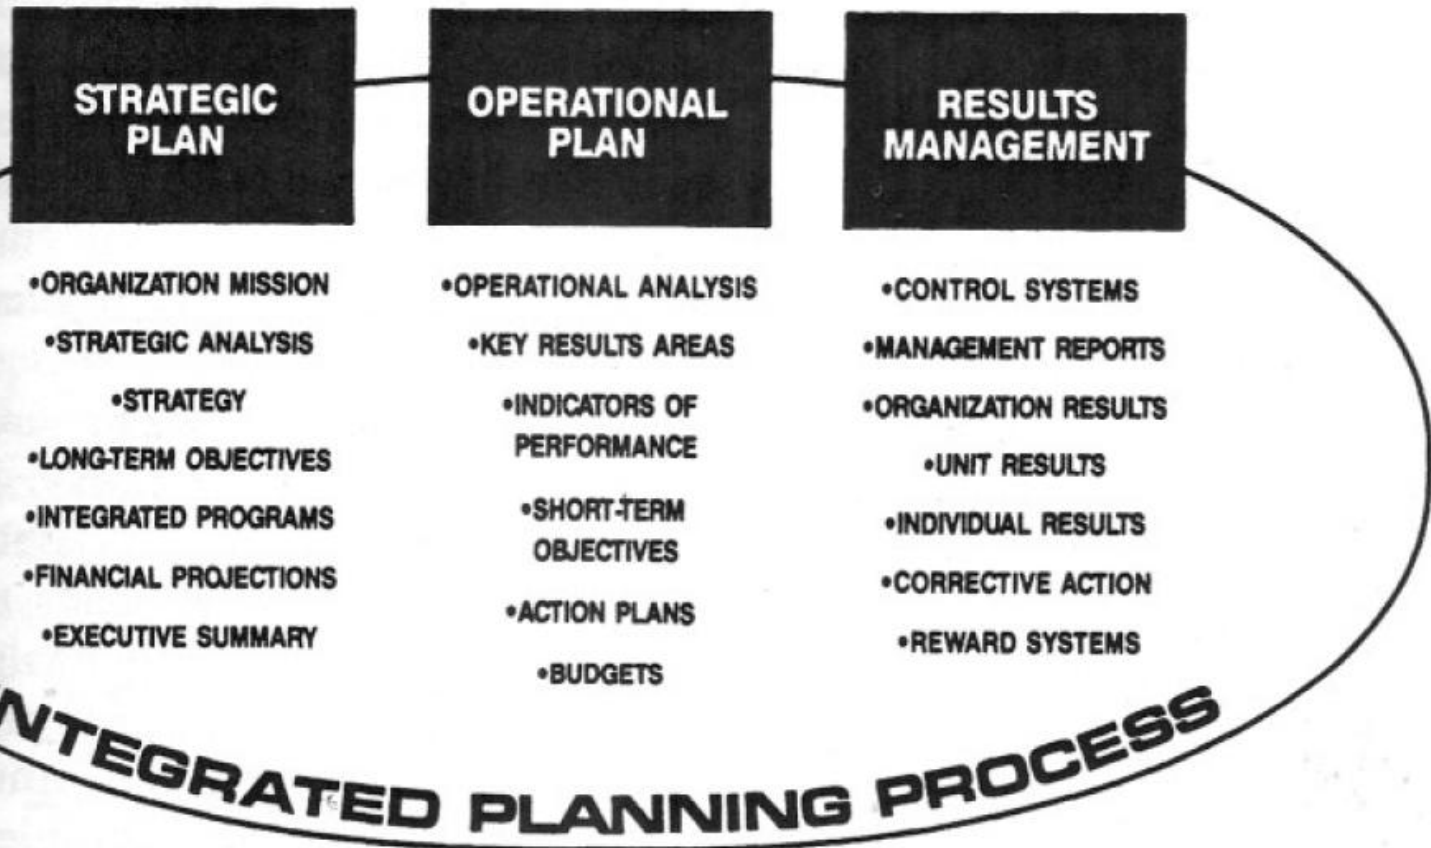 STRATEGIC
PLAN
•ORGANIZATION MISSION
•STRATEGIC ANALYSIS
•STRATEGY
•LONG-TERM OBJECTIVES
•INTEGRATED PROGRAMS
•FINANCIAL PROJECTIONS
•EXECUTIVE SUMMARY
OPERATIONAL
PLAN
•OPERATIONAL ANALYSIS
•KEY RESULTS AREAS
•INDICATORS OF
PERFORMANCE
•SHORT-TERM
OBJECTIVES
•ACTION PLANS
•BUDGETS
RESULTS
MANAGEMENT
•CONTROL SYSTEMS
•MANAGEMENT REPORTS
•ORGANIZATION RESULTS
•UNIT RESULTS
•INDIVIDUAL RESULTS
•CORRECTIVE ACTION
•REWARD SYSTEMS
NTEGRATED PLANNING PROCESS